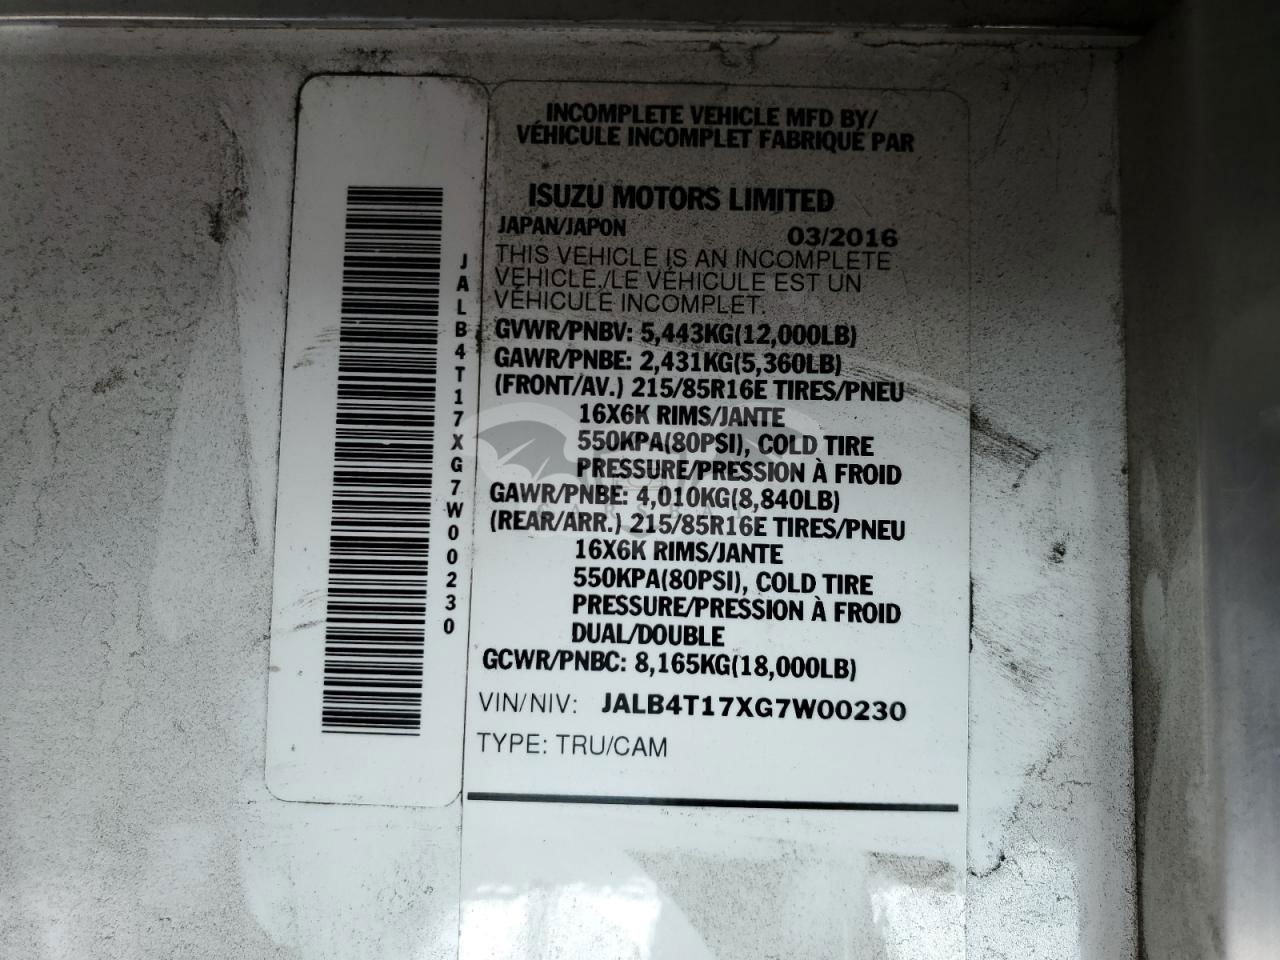 INCOMPLETE VEHICLE MFD BY/
VÉHICULE INCOMPLET FABRIQUÉ PAR
ISUZU MOTORS LIMITED
JAPAN/JAPON 03/2016
THIS VEHICLE IS AN INCOMPLETE
VEHICLE./LE VÉHICULE EST UN
VÉHICULE INCOMPLET.
GVWR/PNBV: 5,443KG(12,000LB)
GAWR/PNBE: 2,431KG(5,360LB)
(FRONT/AV.) 215/85R16E TIRES/PNEU
16X6K RIMS/JANTE
550KPA(80PSI), COLD TIRE
PRESSURE/PRESSION À FROID
GAWR/PNBE: 4,010KG(8,840LB)
(REAR/ARR.) 215/85R16E TIRES/PNEU
16X6K RIMS/JANTE
550KPA(80PSI), COLD TIRE
PRESSURE/PRESSION À FROID
DUAL/DOUBLE
GCWR/PNBC: 8,165KG(18,000LB)
VIN/NIV: JALB4T17XG7W00230
TYPE: TRU/CAM
JALB4T17XG7W00230